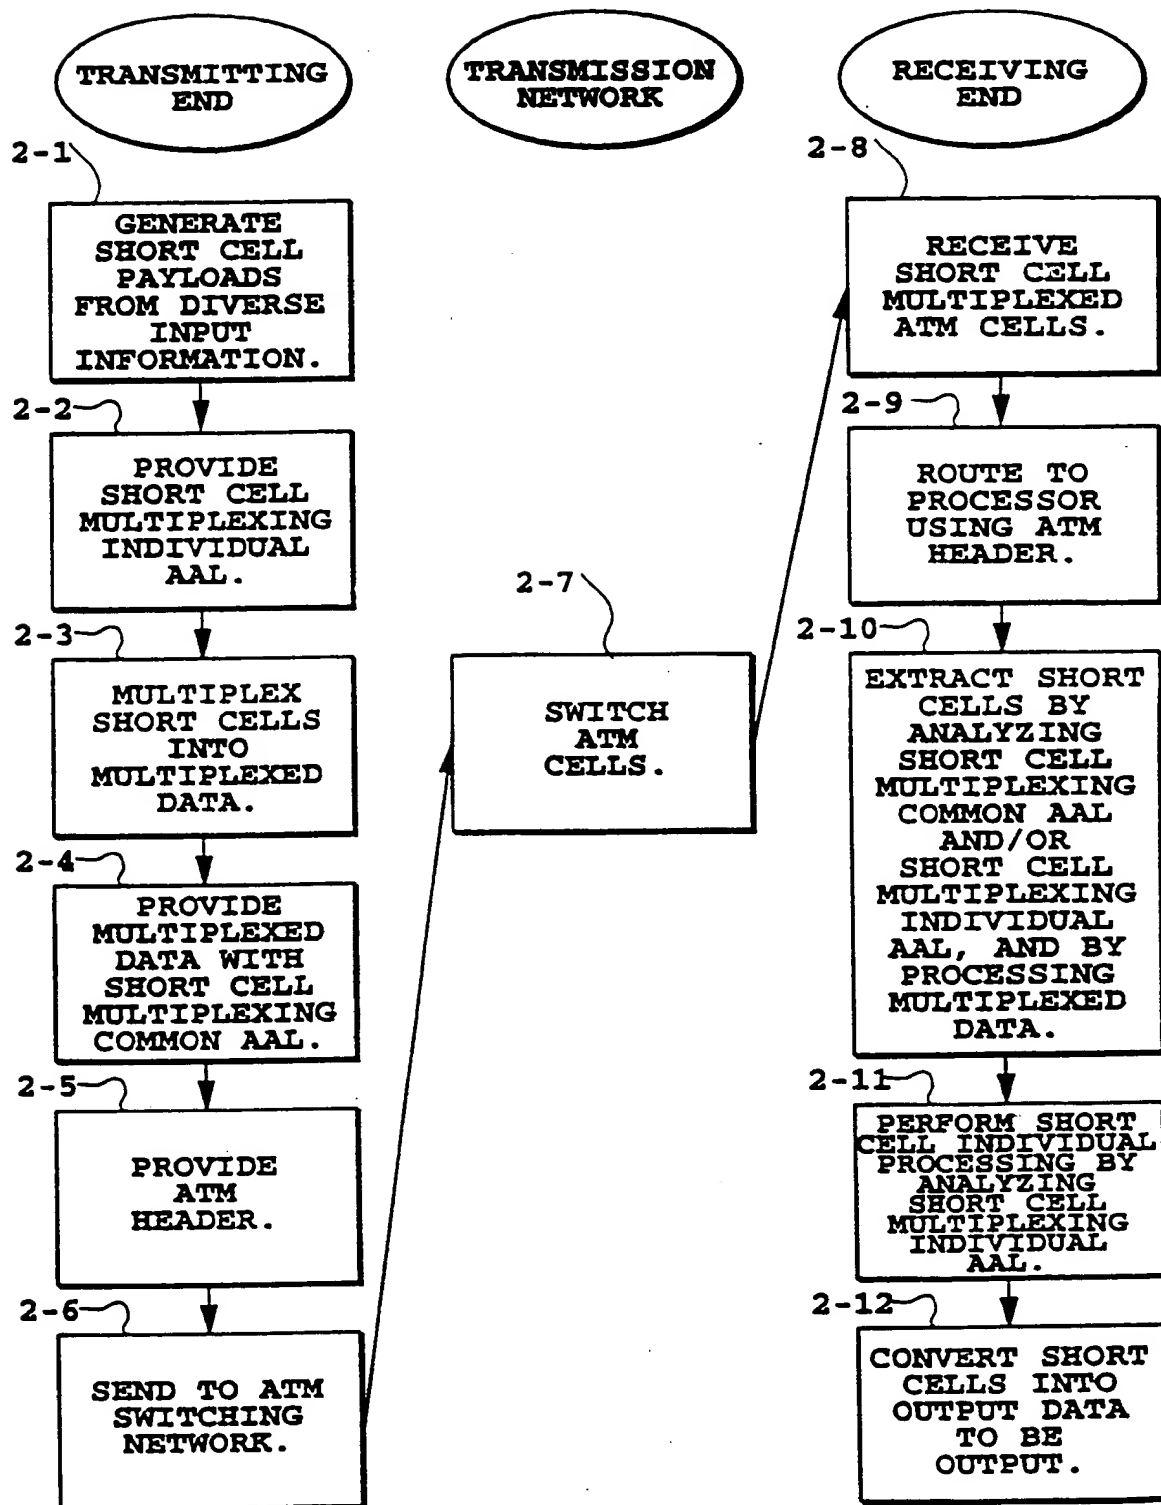 TRANSMITTING
END
2-1
GENERATE
SHORT CELL
PAYLOADS
FROM DIVERSE
INPUT
INFORMATION.
2-2
PROVIDE
SHORT CELL
MULTIPLEXING
INDIVIDUAL
AAL.
2-3
MULTIPLEX
SHORT CELLS
INTO
MULTIPLEXED
DATA.
2-4
PROVIDE
MULTIPLEXED
DATA WITH
SHORT CELL
MULTIPLEXING
COMMON AAL.
2-5
PROVIDE
ATM
HEADER.
2-6
SEND TO ATM
SWITCHING
NETWORK.
TRANSMISSION
NETWORK
2-7
SWITCH
ATM
CELLS.
RECEIVING
END
2-8
RECEIVE
SHORT CELL
MULTIPLEXED
ATM CELLS.
2-9
ROUTE TO
PROCESSOR
USING ATM
HEADER.
2-10
EXTRACT SHORT
CELLS BY
ANALYZING
SHORT CELL
MULTIPLEXING
COMMON AAL
AND/OR
SHORT CELL
MULTIPLEXING
INDIVIDUAL
AAL, AND BY
PROCESSING
MULTIPLEXED
DATA.
2-11
PERFORM SHORT
CELL INDIVIDUAL
PROCESSING BY
ANALYZING
SHORT CELL
MULTIPLEXING
INDIVIDUAL
AAL.
2-12
CONVERT SHORT
CELLS INTO
OUTPUT DATA
TO BE
OUTPUT.